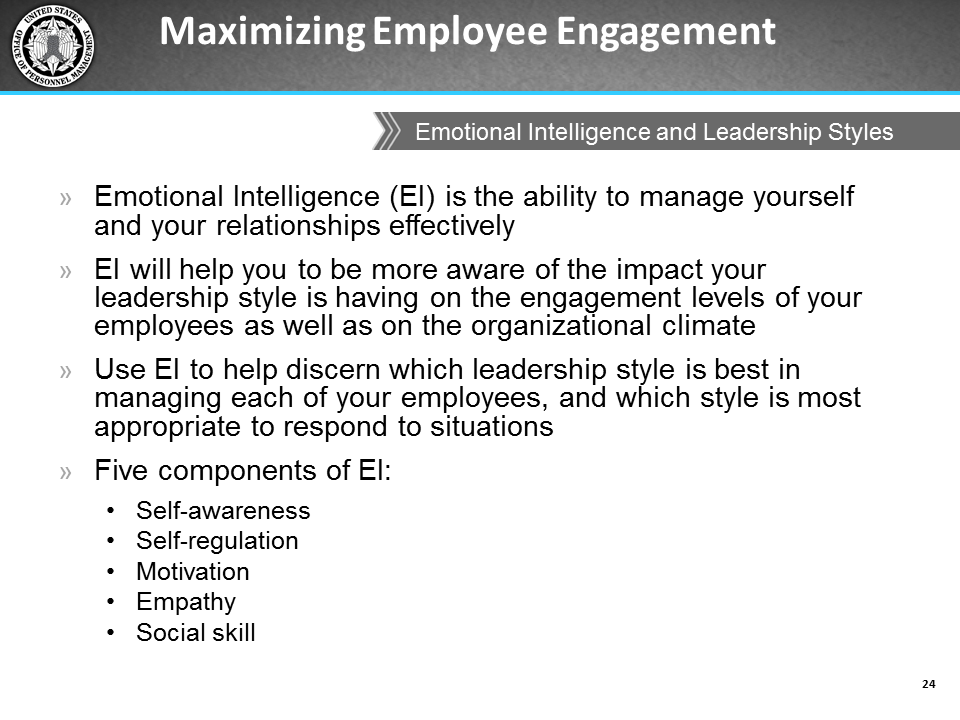 UNITED STATES
OFFICE OF PERSONNEL MANAGEMENT
Maximizing Employee Engagement
Emotional Intelligence and Leadership Styles
» Emotional Intelligence (EI) is the ability to manage yourself
and your relationships effectively
» EI will help you to be more aware of the impact your
leadership style is having on the engagement levels of your
employees as well as on the organizational climate
» Use EI to help discern which leadership style is best in
managing each of your employees, and which style is most
appropriate to respond to situations
» Five components of EI:
• Self-awareness
• Self-regulation
• Motivation
• Empathy
• Social skill
24